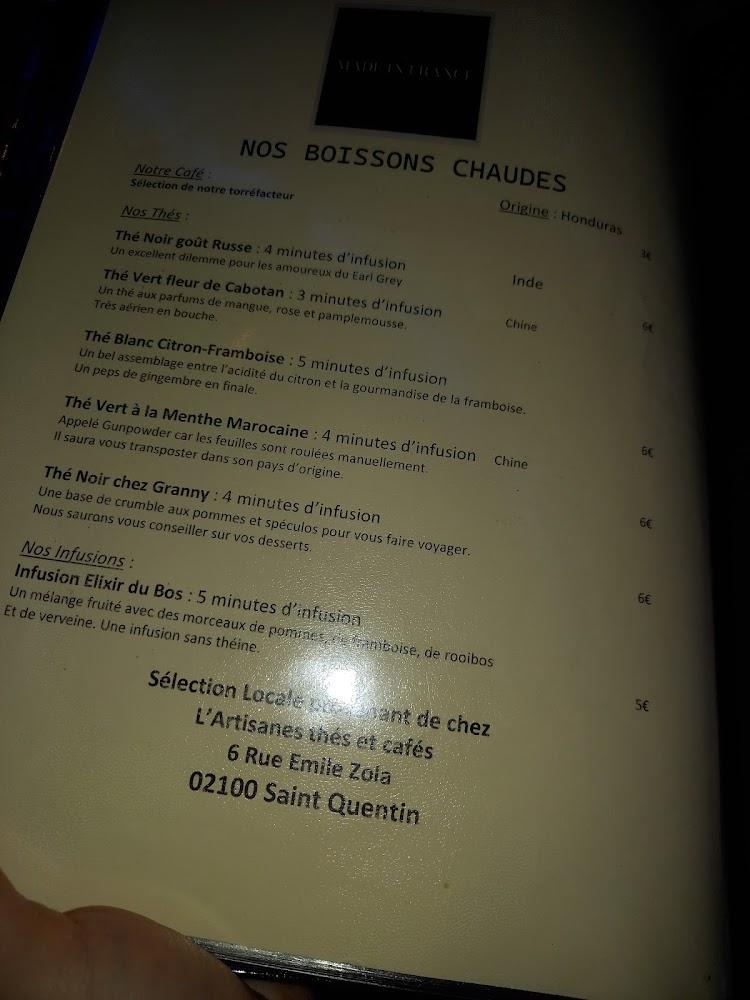 MADE IN FRANCE
NOS BOISSONS CHAUDES
Notre Café :
Sélection de notre torréfacteur
Origine : Honduras
3€
Nos Thés :
Thé Noir goût Russe : 4 minutes d'infusion
Un excellent dilemme pour les amoureux du Earl Grey
Inde
6€
Thé Vert fleur de Cabotan : 3 minutes d'infusion
Un thé aux parfums de mangue, rose et pamplemousse.
Très aérien en bouche.
Chine
Thé Blanc Citron-Framboise : 5 minutes d'infusion
Un bel assemblage entre l'acidité du citron et la gourmandise de la framboise.
Un peps de gingembre en finale.
6€
Thé Vert à la Menthe Marocaine : 4 minutes d'infusion
Chine
Appelé Gunpowder car les feuilles sont roulées manuellement.
Il saura vous transposter dans son pays d'origine.
6€
Thé Noir chez Granny : 4 minutes d'infusion
Une base de crumble aux pommes et spéculos pour vous faire voyager.
Nous saurons vous conseiller sur vos desserts.
6€
Nos Infusions :
Infusion Elixir du Bos : 5 minutes d'infusion
Un mélange fruité avec des morceaux de pommes, de framboise, de rooibos
Et de verveine. Une infusion sans théine.
5€
Sélection Locale provenant de chez
L'Artisanes thés et cafés
6 Rue Emile Zola
02100 Saint Quentin